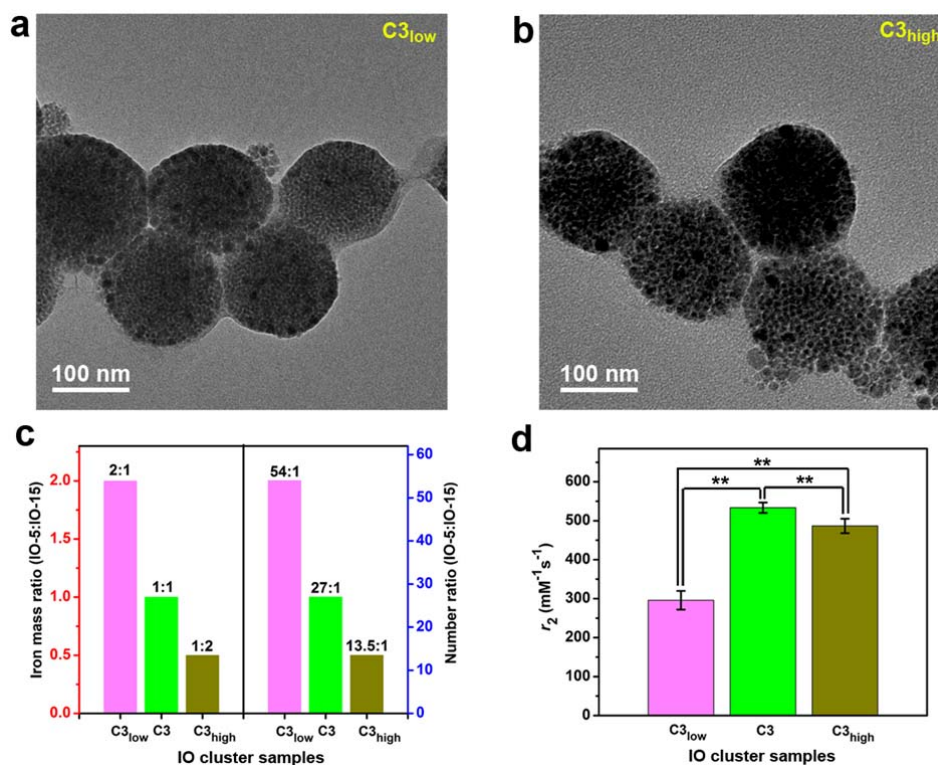 a
C3low
100 nm
b
C3high
100 nm
c
Iron mass ratio (IO-5:IO-15)
2.0
1.5
1.0
0.5
0.0
2:1
1:1
1:2
54:1
27:1
13.5:1
60
50
40
30
20
10
0
Number ratio (IO-5:IO-15)
C3low C3 C3high C3low C3 C3high
IO cluster samples
d
r2 (mM-1s-1)
600
500
400
300
200
100
0
**
** **
C3low C3 C3high
IO cluster samples